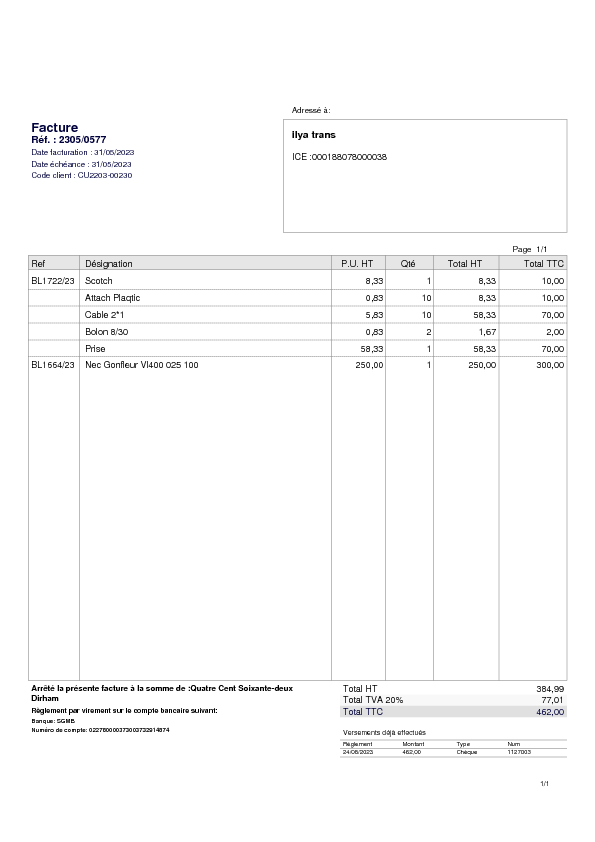 Adressé à:
Facture
Réf. : 2305/0577
Date facturation : 31/05/2023
Date échéance : 31/05/2023
Code client : CU2203-00230
ilya trans
ICE :000188078000038
Page 1/1
Ref Désignation P.U. HT Qté Total HT Total TTC
BL1722/23 Scotch 8,33 1 8,33 10,00
Attach Plaqtic 0,83 10 8,33 10,00
Cable 2*1 5,83 10 58,33 70,00
Bolon 8/30 0,83 2 1,67 2,00
Prise 58,33 1 58,33 70,00
BL1664/23 Nec Gonfleur Vl400 025 100 250,00 1 250,00 300,00
Arrêté la présente facture à la somme de :Quatre Cent Soixante-deux
Dirham
Règlement par virement sur le compte bancaire suivant:
Banque: SGMB
Numéro de compte:
Total HT 384,99
Total TVA 20% 77,01
Total TTC 462,00
Versements déjà effectués
Règlement Montant Type Num
24/08/2023 462,00 Chèque 1127003
1/1